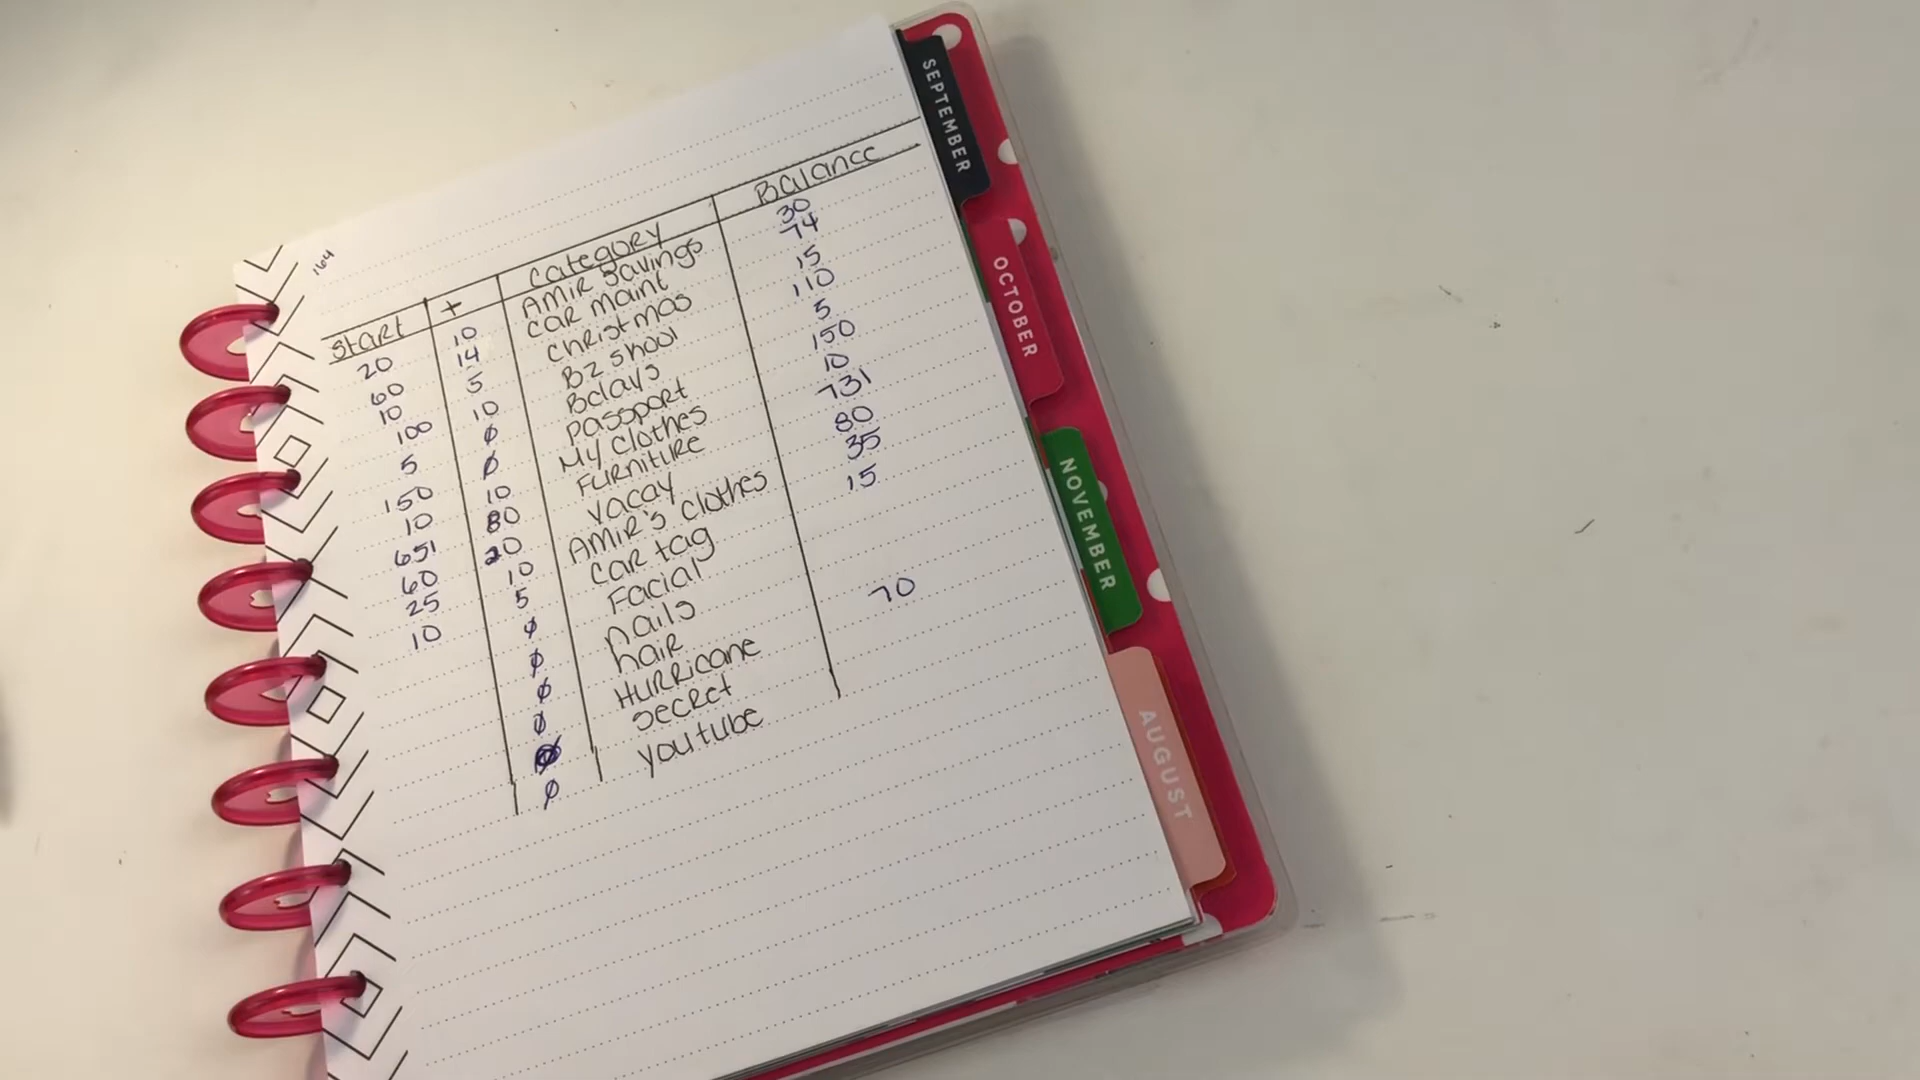 164
Start + Category Balance
20 10 AMIR Savings 30
60 14 CAR maint 74
10 5 Christmas 15
100 10 BZ shool 110
5 Ø Bdays 5
150 Ø Passport 150
10 10 My clothes 10
651 80 FURNITURE 731
60 20 Vacay 80
25 10 AMIR'S clothes 35
10 5 CAR tag 15
Ø Facial
Ø nails
Ø hair
Ø HURRicane 70
Ø secret
Ø youtube
SEPTEMBER
OCTOBER
NOVEMBER
AUGUST